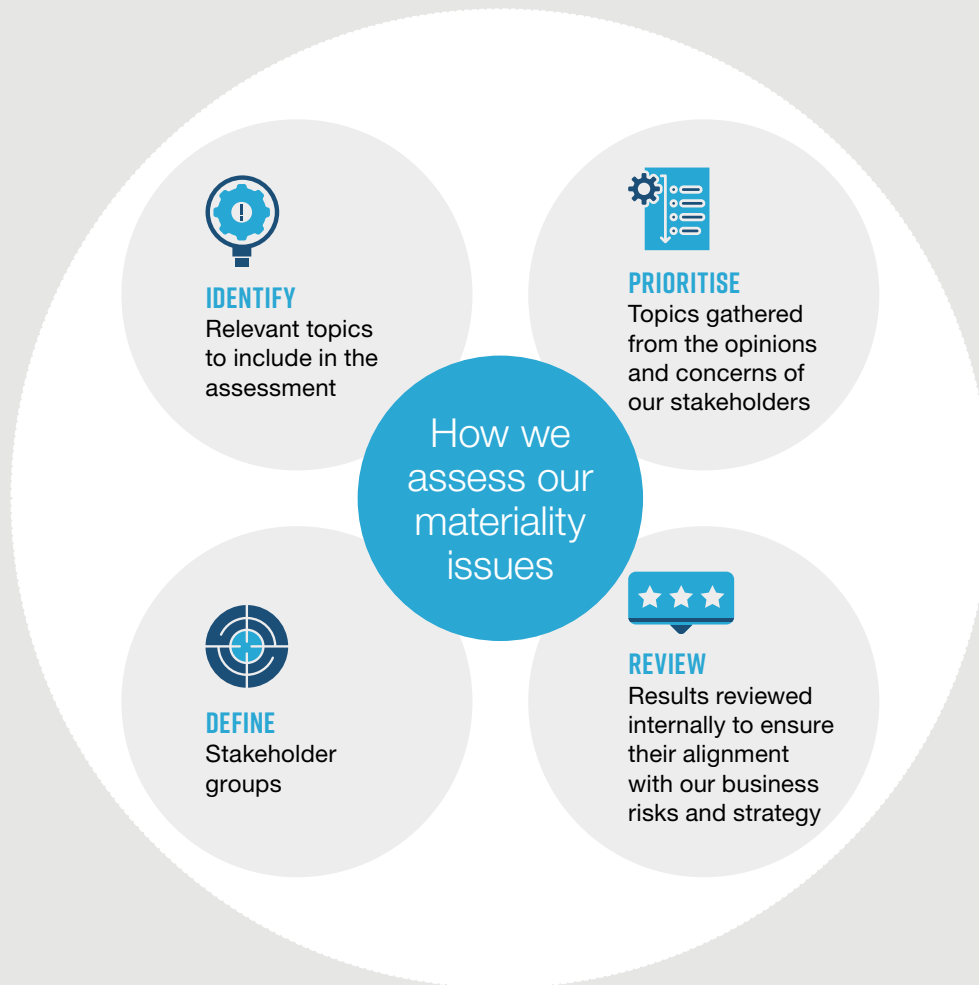 IDENTIFY
Relevant topics
to include in the
assessment
PRIORITISE
Topics gathered
from the opinions
and concerns of
our stakeholders
How we
assess our
materiality
issues
DEFINE
Stakeholder
groups
REVIEW
Results reviewed
internally to ensure
their alignment
with our business
risks and strategy